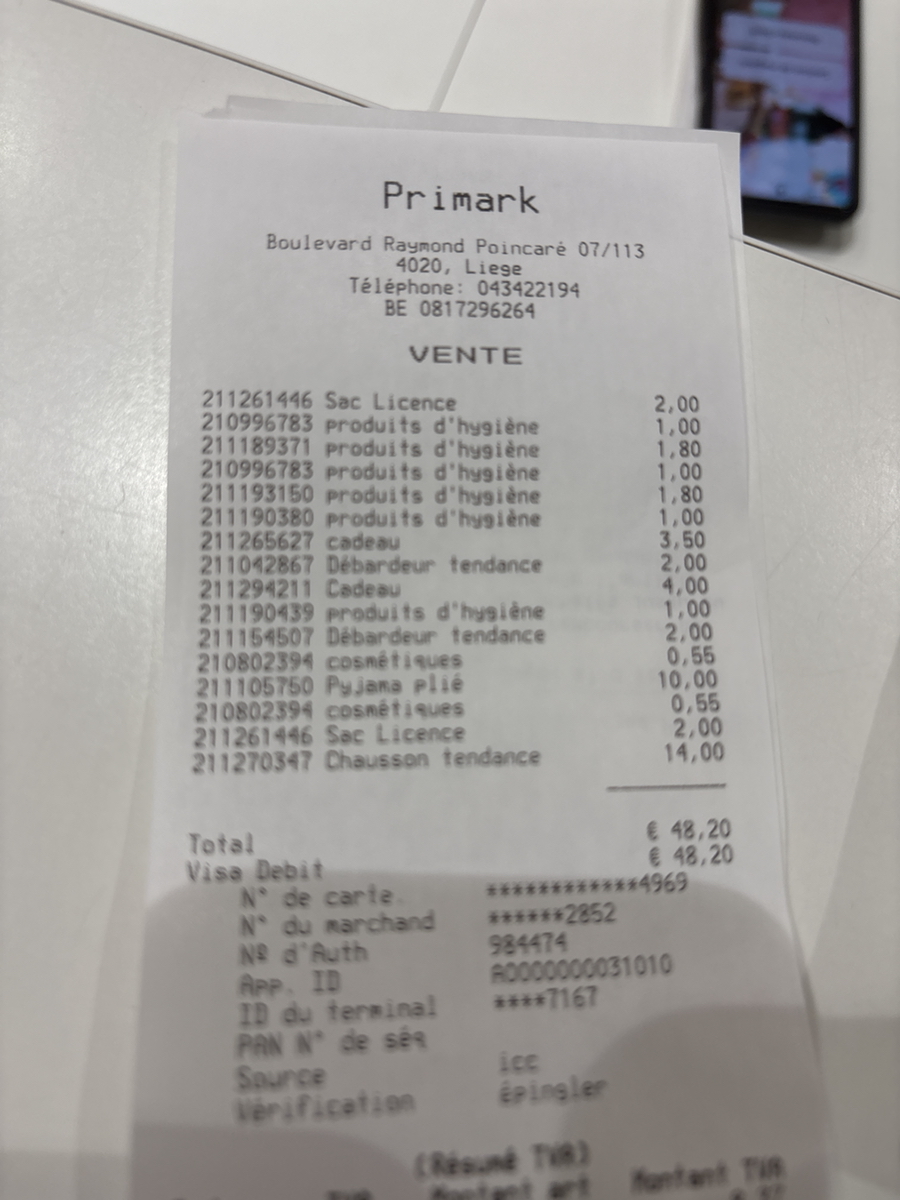 Primark
Boulevard Raymond Poincaré 07/113
4020, Liege
Téléphone: 043422194
BE 0817296264
VENTE
211261446 Sac Licence 2,00
210996783 produits d'hygiène 1,00
211189371 produits d'hygiène 1,80
210996783 produits d'hygiène 1,00
211193150 produits d'hygiène 1,80
211190380 produits d'hygiène 1,00
211265627 cadeau 3,50
211042867 Débardeur tendance 2,00
211294211 Cadeau 4,00
211190439 produits d'hygiène 1,00
211154507 Débardeur tendance 2,00
210802394 cosmétiques 0,55
211105750 Pyjama plié 10,00
210802394 cosmétiques 0,55
211261446 Sac Licence 2,00
211270347 Chausson tendance 14,00
Total € 48,20
Visa Debit € 48,20
N° de carte. ************4969
N° du marchand ******2852
Nº d'Auth 984474
App. ID A0000000031010
ID du terminal ****7167
PAN N° de séq
Source icc
Vérification épingler
(Résumé TVA)
TVA Montant art Montant TVA